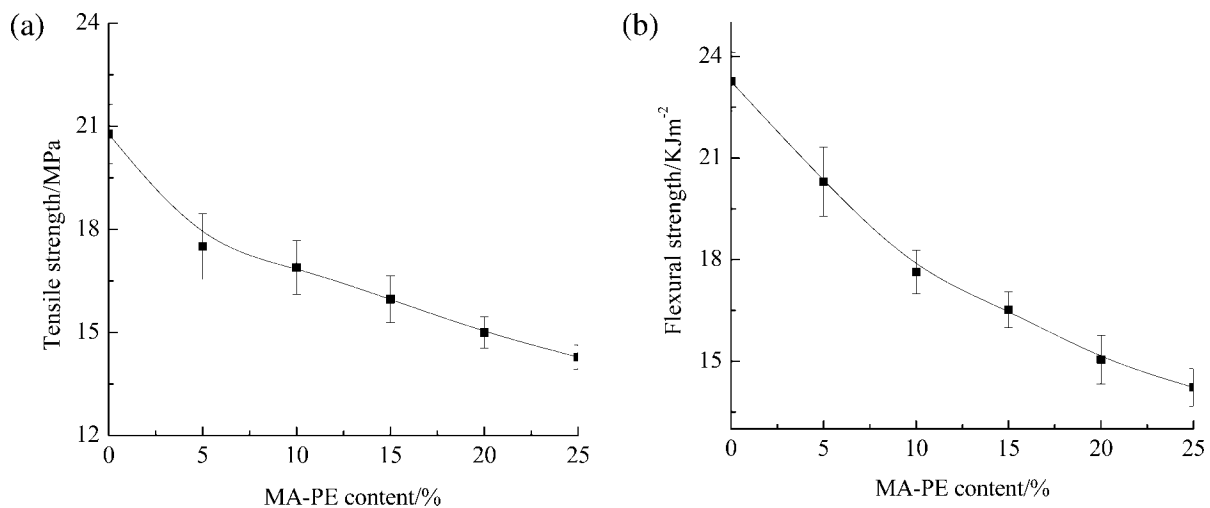 (a)
24
21
18
15
12
Tensile strength/MPa
0 5 10 15 20 25
MA-PE content/%
(b)
24
21
18
15
Flexural strength/KJm⁻²
0 5 10 15 20 25
MA-PE content/%